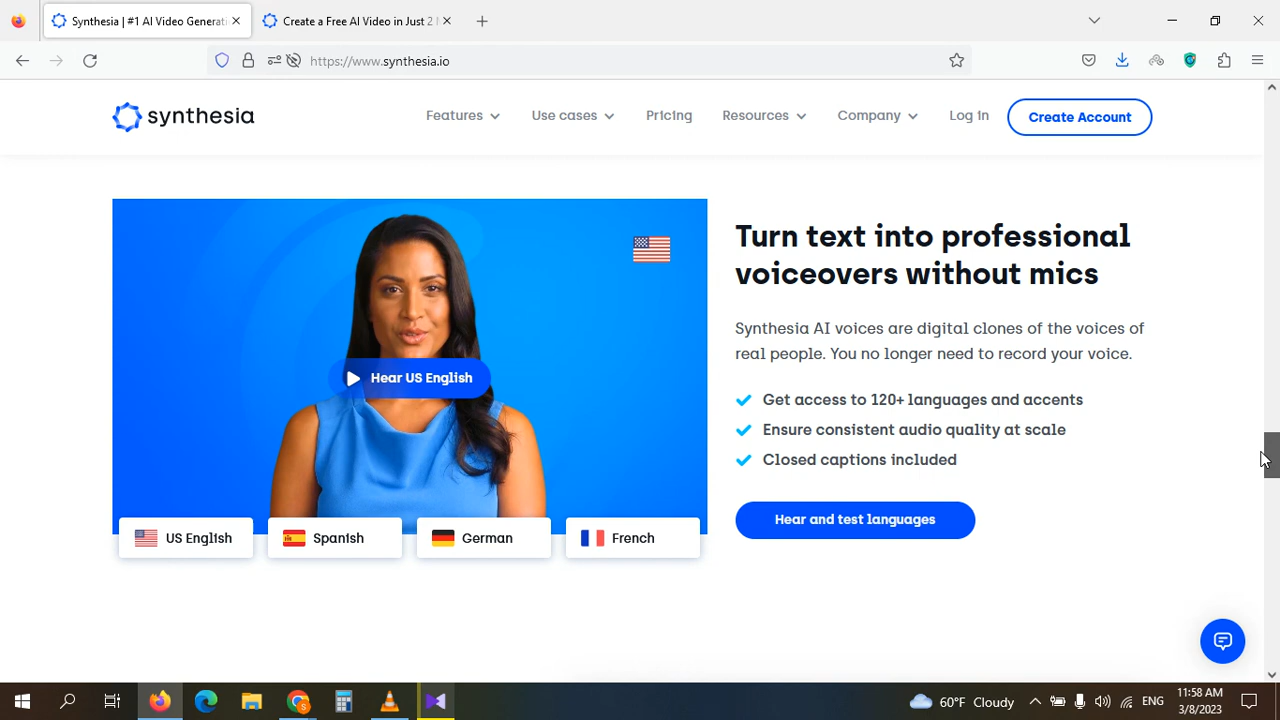 Synthesia | #1 AI Video Generati
Create a Free AI Video in Just 2 M
https://www.synthesia.io
synthesia
Features
Use cases
Pricing
Resources
Company
Log in
Create Account
Turn text into professional
voiceovers without mics
Synthesia AI voices are digital clones of the voices of
real people. You no longer need to record your voice.
Hear US English
Get access to 120+ languages and accents
Ensure consistent audio quality at scale
Closed captions included
Hear and test languages
US English
Spanish
German
French
60°F Cloudy
ENG
11:58 AM
3/8/2023